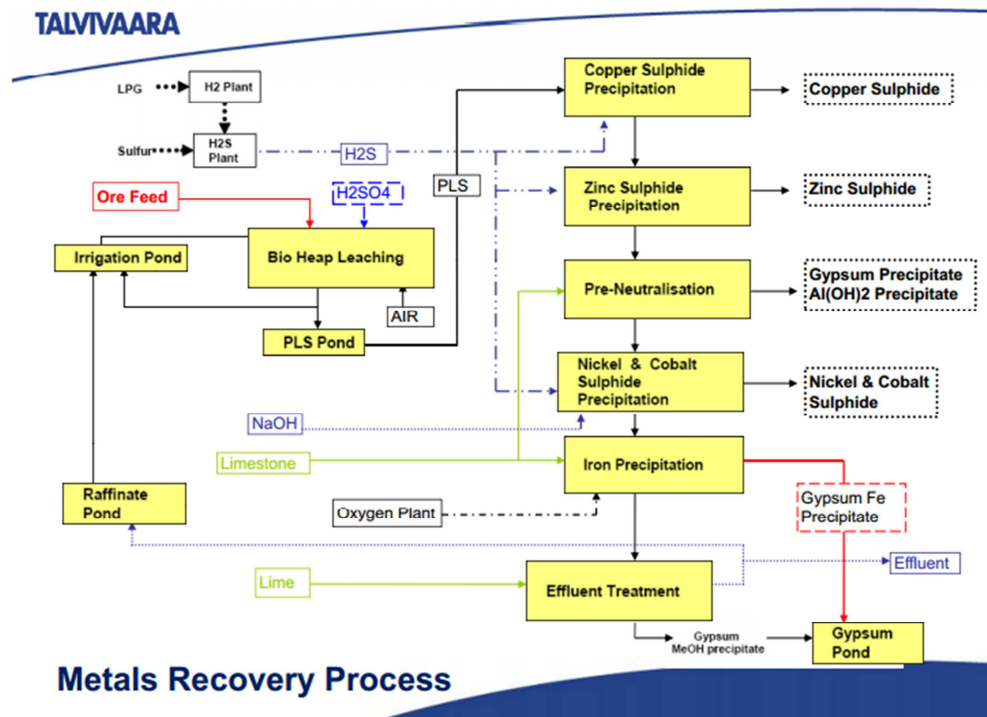 TALVIVAARA
LPG
H2 Plant
Sulfur
H2S
Plant
H2S
Copper Sulphide
Precipitation
Copper Sulphide
PLS
Zinc Sulphide
Precipitation
Zinc Sulphide
Ore Feed
H2SO4
Irrigation Pond
Bio Heap Leaching
AIR
PLS Pond
Pre-Neutralisation
Gypsum Precipitate
Al(OH)2 Precipitate
Nickel & Cobalt
Sulphide
Precipitation
Nickel & Cobalt
Sulphide
NaOH
Limestone
Iron Precipitation
Raffinate
Pond
Oxygen Plant
Gypsum Fe
Precipitate
Effluent
Lime
Effluent Treatment
Gypsum
MeOH precipitate
Gypsum
Pond
Metals Recovery Process